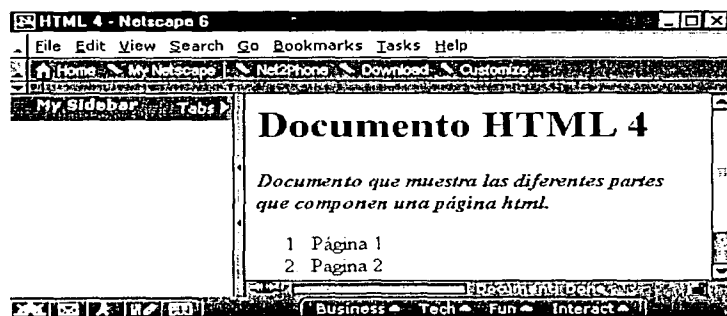 HTML 4 - Netscape 6
File Edit View Search Go Bookmarks Tasks Help
Home My Netscape Net2Phone Download Customize
My Sidebar Tabs
Documento HTML 4
Documento que muestra las diferentes partes
que componen una página html.
1 Página 1
2. Pagina 2
Document: Done
Business Tech Fun Interact